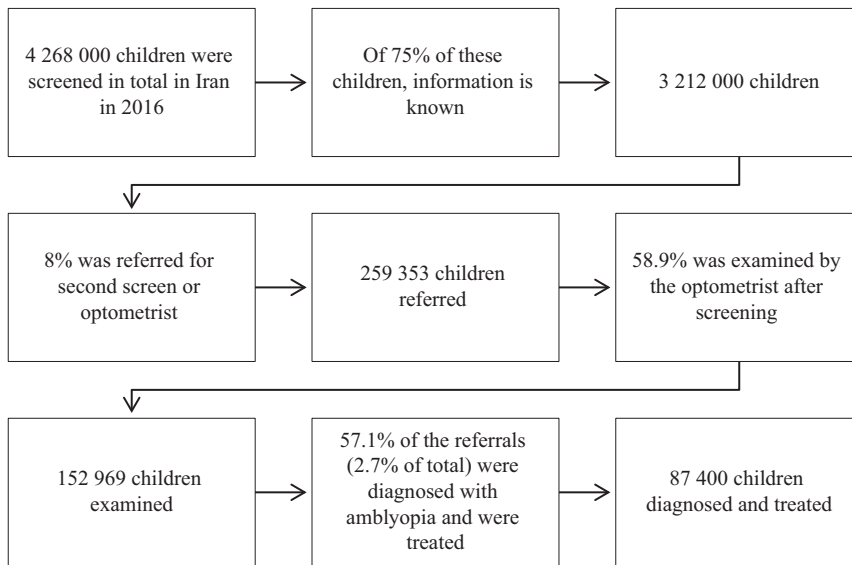 4 268 000 children were
screened in total in Iran
in 2016
Of 75% of these
children, information is
known
3 212 000 children
8% was referred for
second screen or
optometrist
259 353 children
referred
58.9% was examined by
the optometrist after
screening
152 969 children
examined
57.1% of the referrals
(2.7% of total) were
diagnosed with
amblyopia and were
treated
87 400 children
diagnosed and treated